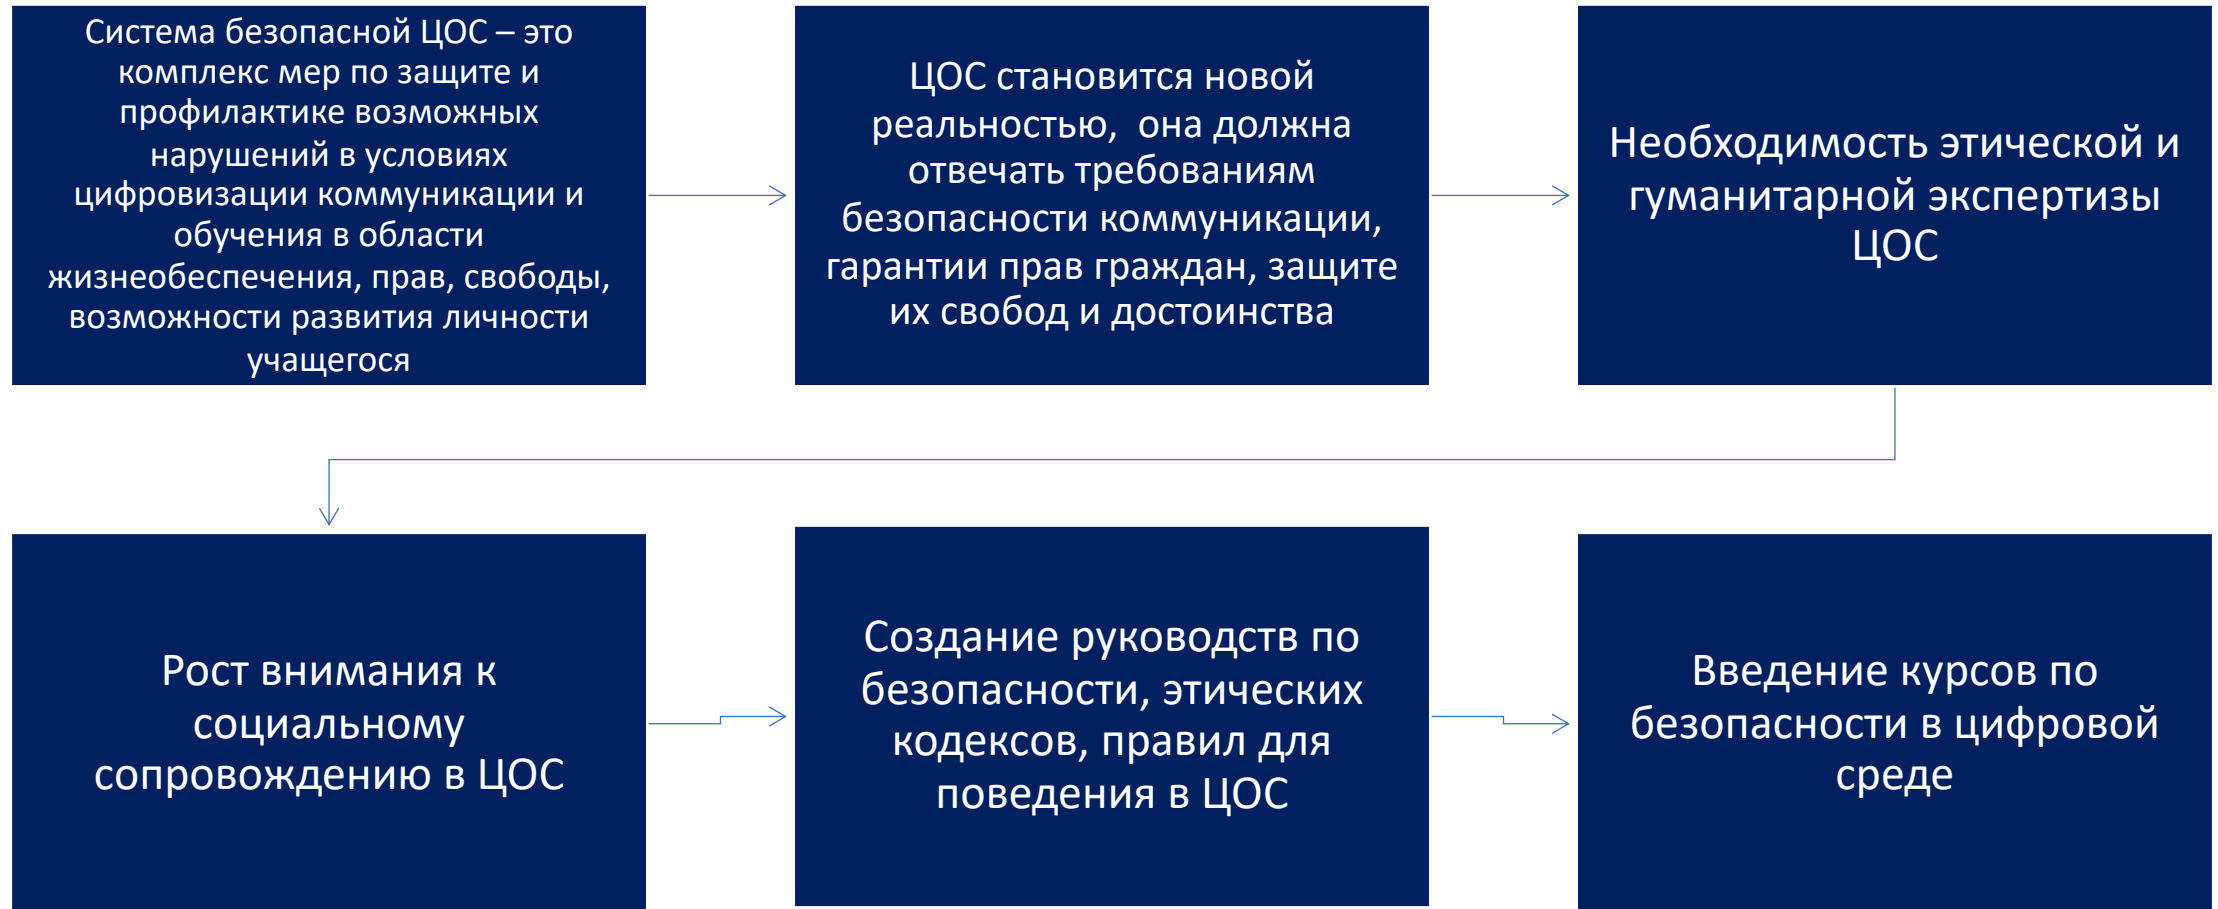 Система безопасной ЦОС – это
комплекс мер по защите и
профилактике возможных
нарушений в условиях
цифровизации коммуникации и
обучения в области
жизнеобеспечения, прав, свободы,
возможности развития личности
учащегося
ЦОС становится новой
реальностью,  она должна
отвечать требованиям
безопасности коммуникации,
гарантии прав граждан, защите
их свобод и достоинства
Необходимость этической и
гуманитарной экспертизы
ЦОС
Рост внимания к
социальному
сопровождению в ЦОС
Создание руководств по
безопасности, этических
кодексов, правил для
поведения в ЦОС
Введение курсов по
безопасности в цифровой
среде